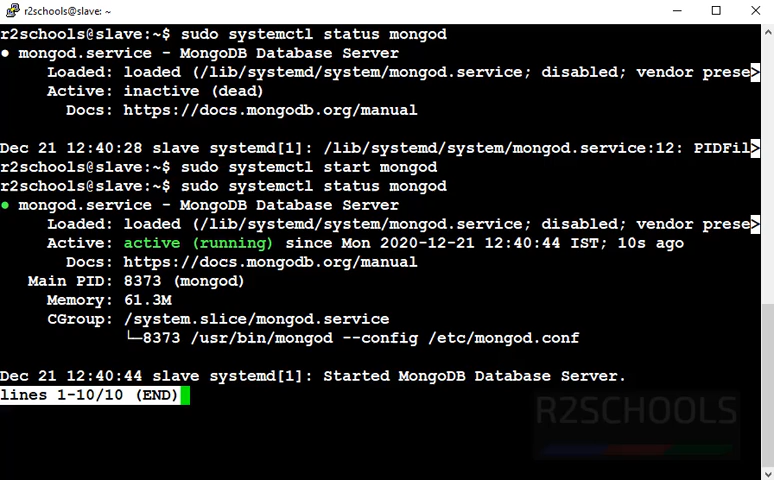 r2schools@slave: ~
r2schools@slave:~$ sudo systemctl status mongod
● mongod.service - MongoDB Database Server
Loaded: loaded (/lib/systemd/system/mongod.service; disabled; vendor prese>
Active: inactive (dead)
Docs: https://docs.mongodb.org/manual
Dec 21 12:40:28 slave systemd[1]: /lib/systemd/system/mongod.service:12: PIDFil>
r2schools@slave:~$ sudo systemctl start mongod
r2schools@slave:~$ sudo systemctl status mongod
● mongod.service - MongoDB Database Server
Loaded: loaded (/lib/systemd/system/mongod.service; disabled; vendor prese>
Active: active (running) since Mon 2020-12-21 12:40:44 IST; 10s ago
Docs: https://docs.mongodb.org/manual
Main PID: 8373 (mongod)
Memory: 61.3M
CGroup: /system.slice/mongod.service
└─8373 /usr/bin/mongod --config /etc/mongod.conf
Dec 21 12:40:44 slave systemd[1]: Started MongoDB Database Server.
lines 1-10/10 (END)
R2SCHOOLS